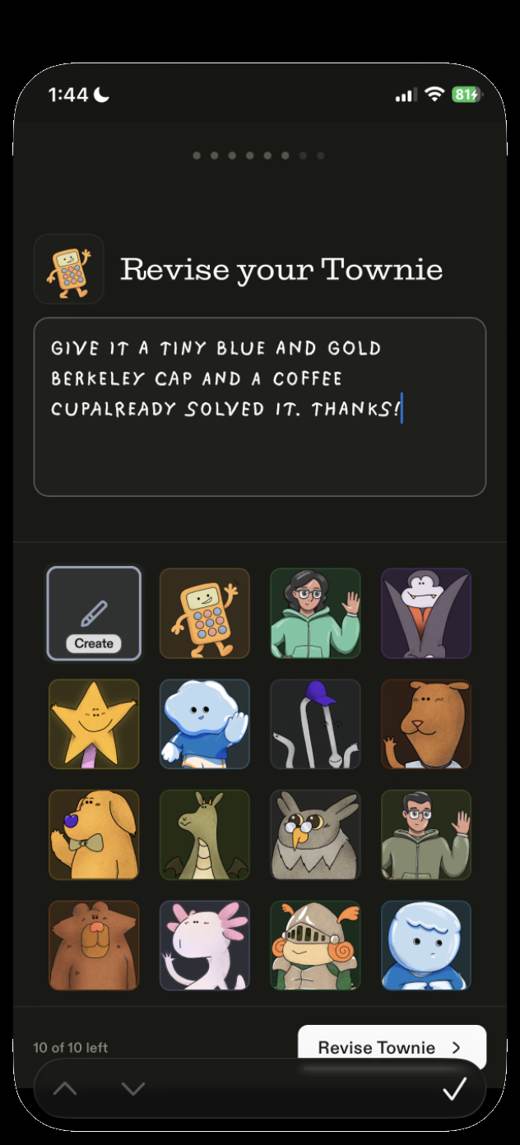 1:44
81
Revise your Townie
GIVE IT A TINY BLUE AND GOLD
BERKELEY CAP AND A COFFEE
CUPALREADY SOLVED IT. THANKS!
Create
10 of 10 left
Revise Townie